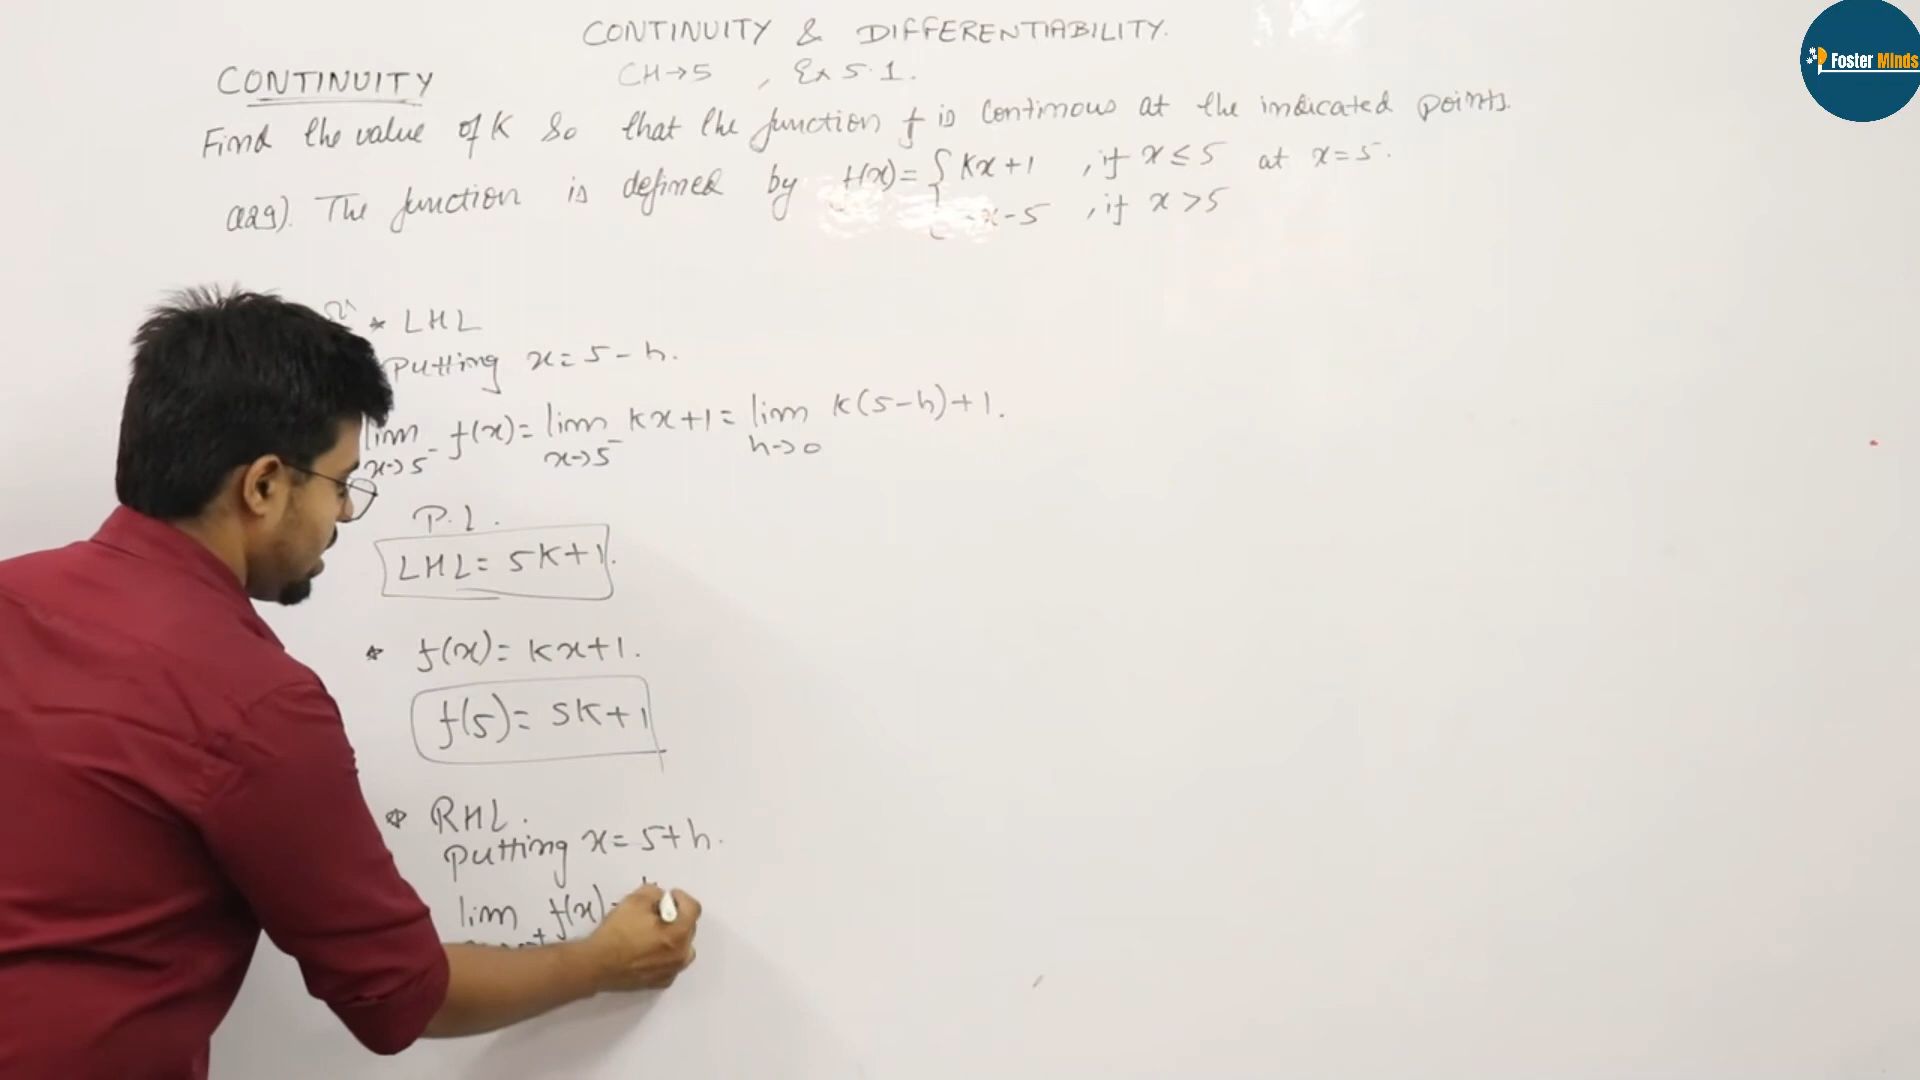 CONTINUITY & DIFFERENTIABILITY.
Foster Minds
CONTINUITY
CH→5 , Ex 5.1.
Find the value of K So that the function f is Continous at the indicated points.
Q29). The function is defined by f(x) = { Kx+1 , if x ≤ 5 at x=5.
x-5 , if x > 5
* LHL
Putting x = 5-h.
lim x→5⁻ f(x) = lim x→5⁻ kx+1 = lim h→0 k(5-h)+1.
P.L.
LHL = 5K+1.
* f(x) = kx+1.
f(5) = 5K+1
* RHL.
Putting x = 5+h.
lim f(x) =